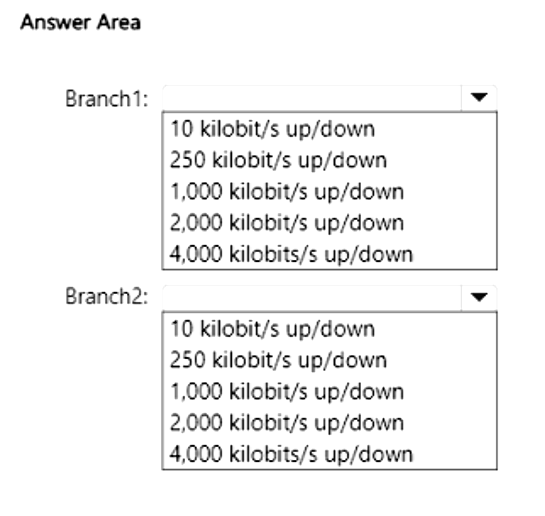 Answer Area
Branch1:
10 kilobit/s up/down
250 kilobit/s up/down
1,000 kilobit/s up/down
2,000 kilobit/s up/down
4,000 kilobits/s up/down
Branch2:
10 kilobit/s up/down
250 kilobit/s up/down
1,000 kilobit/s up/down
2,000 kilobit/s up/down
4,000 kilobits/s up/down